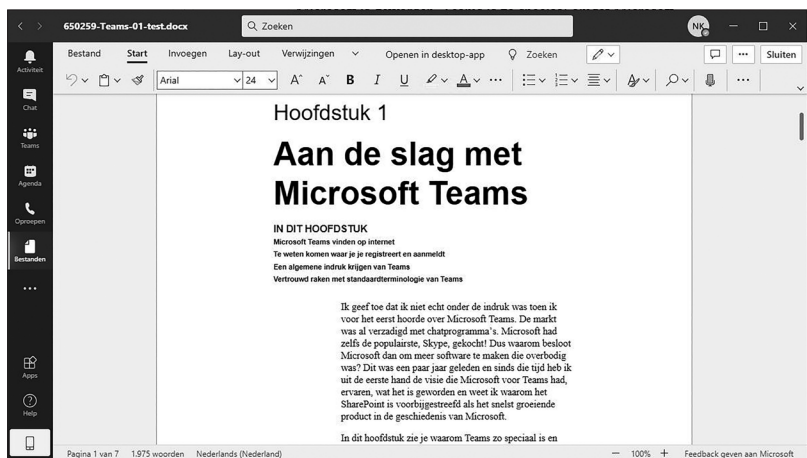 650259-Teams-01-test.docx
Zoeken
NK
Activiteit
Chat
Teams
Agenda
Oproepen
Bestanden
Apps
Help
Bestand Start Invoegen Lay-out Verwijzingen Openen in desktop-app Zoeken Sluiten
Arial 24 A A B I U A
Hoofdstuk 1
Aan de slag met
Microsoft Teams
IN DIT HOOFDSTUK
Microsoft Teams vinden op internet
Te weten komen waar je je registreert en aanmeldt
Een algemene indruk krijgen van Teams
Vertrouwd raken met standaardterminologie van Teams
Ik geef toe dat ik niet echt onder de indruk was toen ik
voor het eerst hoorde over Microsoft Teams. De markt
was al verzadigd met chatprogramma's. Microsoft had
zelfs de populairste, Skype, gekocht! Dus waarom besloot
Microsoft dan om meer software te maken die overbodig
was? Dit was een paar jaar geleden en sinds die tijd heb ik
uit de eerste hand de visie die Microsoft voor Teams had,
ervaren, wat het is geworden en weet ik waarom het
SharePoint is voorbijgestreefd als het snelst groeiende
product in de geschiedenis van Microsoft.
In dit hoofdstuk zie je waarom Teams zo speciaal is en
Pagina 1 van 7 1.975 woorden Nederlands (Nederland) 100% Feedback geven aan Microsoft